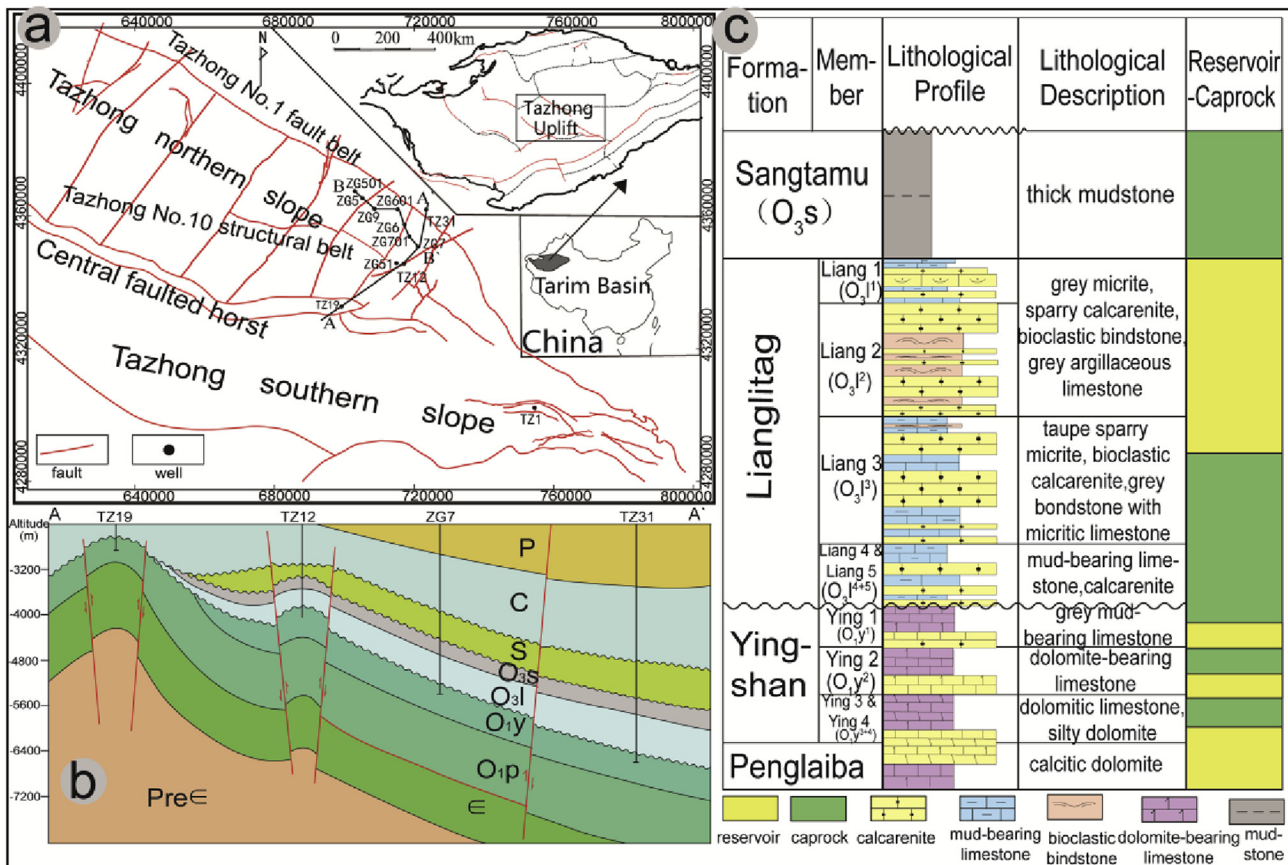 a
640000
680000
720000
760000
800000
4400000
4360000
4320000
4280000
4400000
4360000
4320000
4280000
N
0 200 400km
Tazhong No.1 fault belt
Tazhong northern slope
Tazhong No.10 structural belt
Central faulted horst
Tazhong southern slope
Tazhong
Uplift
Tarim Basin
China
B
ZG501
ZG5
ZG9
ZG601
A`
ZG6
TZ31
ZG701
ZG7
B`
ZG51
TZ12
TZ19
A
TZ1
fault
well
640000
680000
720000
760000
800000
b
Altitude
(m)
A
TZ19
TZ12
ZG7
TZ31
A`
-3200
-4000
-4800
-5600
-6400
-7200
P
C
S
O3s
O3l
O1y
O1p
∈
Pre∈
c
Forma-
tion
Mem-
ber
Lithological
Profile
Lithological
Description
Reservoir
-Caprock
Sangtamu
(O3s)
thick mudstone
Lianglitag
Liang 1
(O3l1)
grey micrite,
sparry calcarenite,
bioclastic bindstone,
grey argillaceous
limestone
Liang 2
(O3l2)
Liang 3
(O3l3)
taupe sparry
micrite, bioclastic
calcarenite,grey
bondstone with
micritic limestone
Liang 4 &
Liang 5
(O3l4+5)
mud-bearing lime-
stone,calcarenite
Ying-
shan
Ying 1
(O1y1)
grey mud-
bearing limestone
Ying 2
(O1y2)
dolomite-bearing
limestone
Ying 3 &
Ying 4
(O1y3+4)
dolomitic limestone,
silty dolomite
Penglaiba
calcitic dolomite
reservoir
caprock
calcarenite
mud-bearing
limestone
bioclastic
bindstone
dolomite-bearing
limestone
mud-
stone